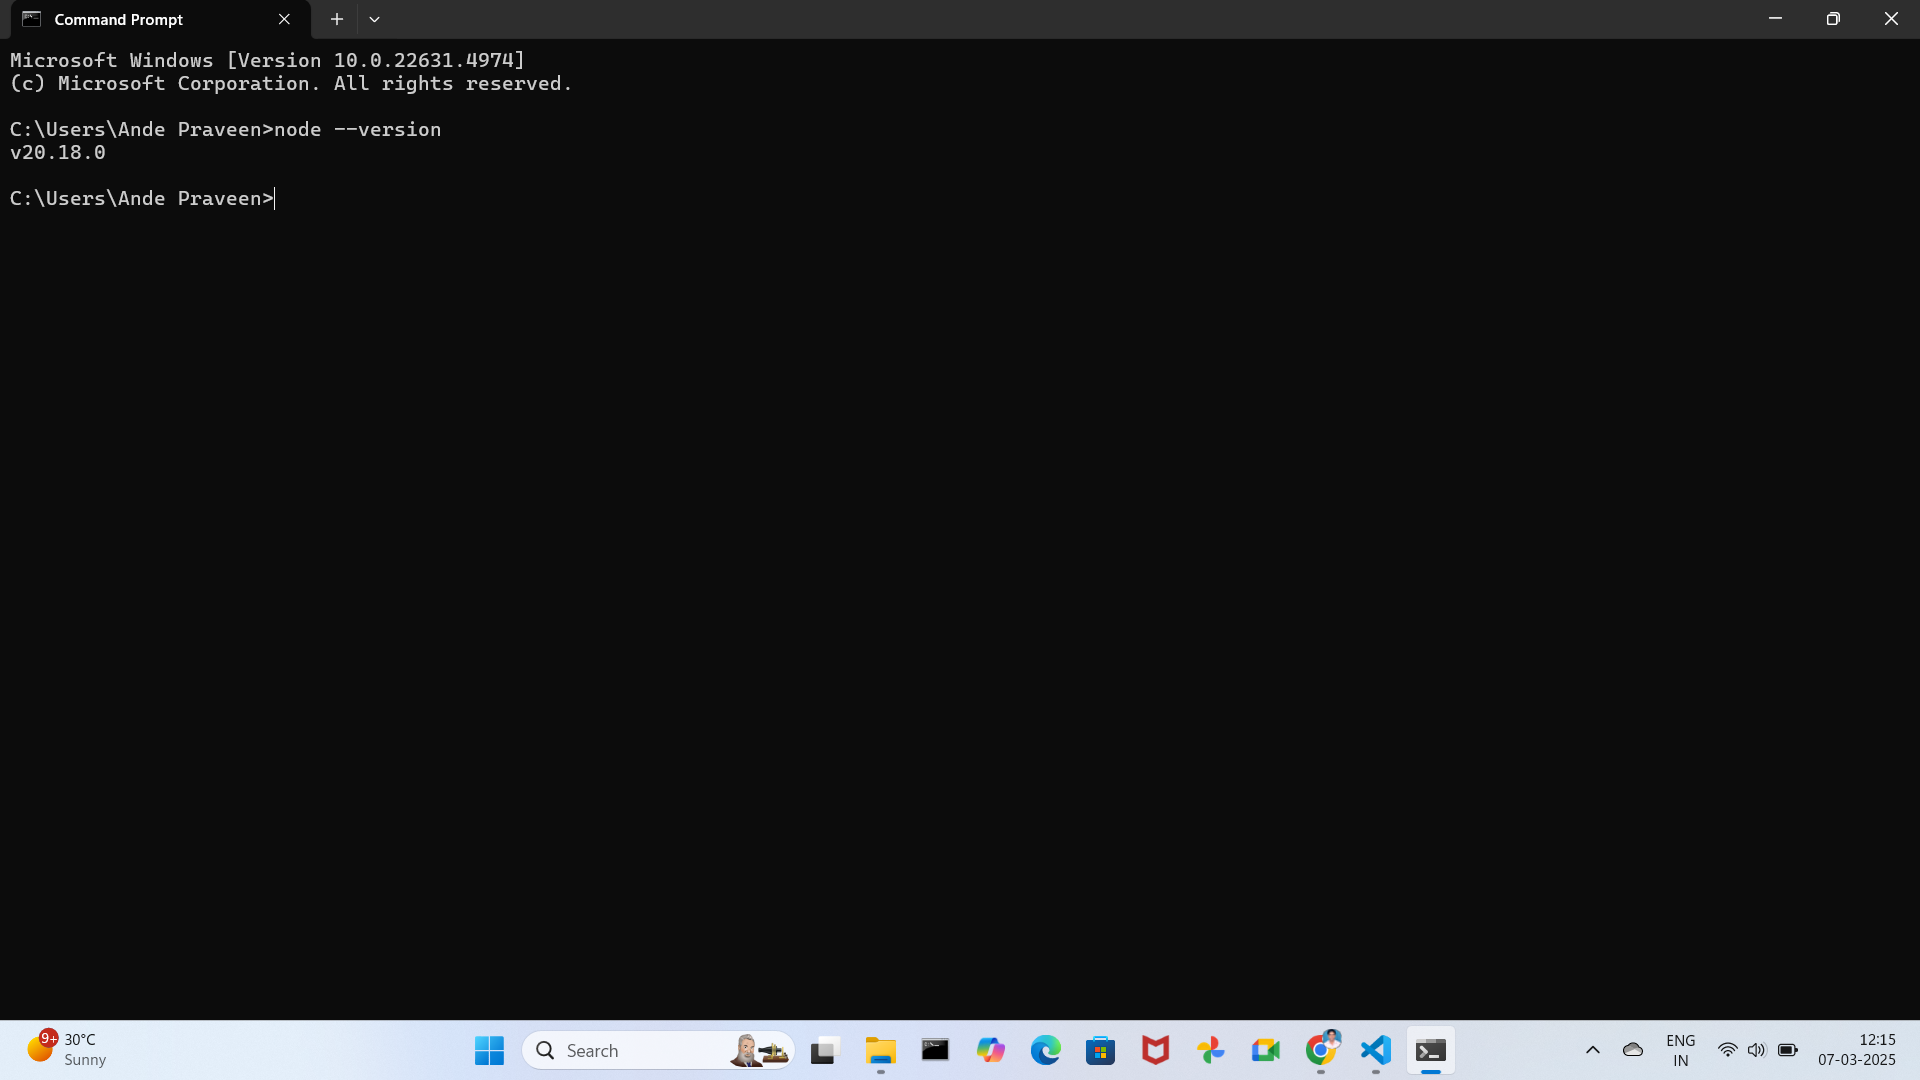 Command Prompt
Microsoft Windows [Version 10.0.22631.4974]
(c) Microsoft Corporation. All rights reserved.
C:\Users\Ande Praveen>node --version
v20.18.0
C:\Users\Ande Praveen>
9+
30°C
Sunny
Search
ENG
IN
12:15
07-03-2025